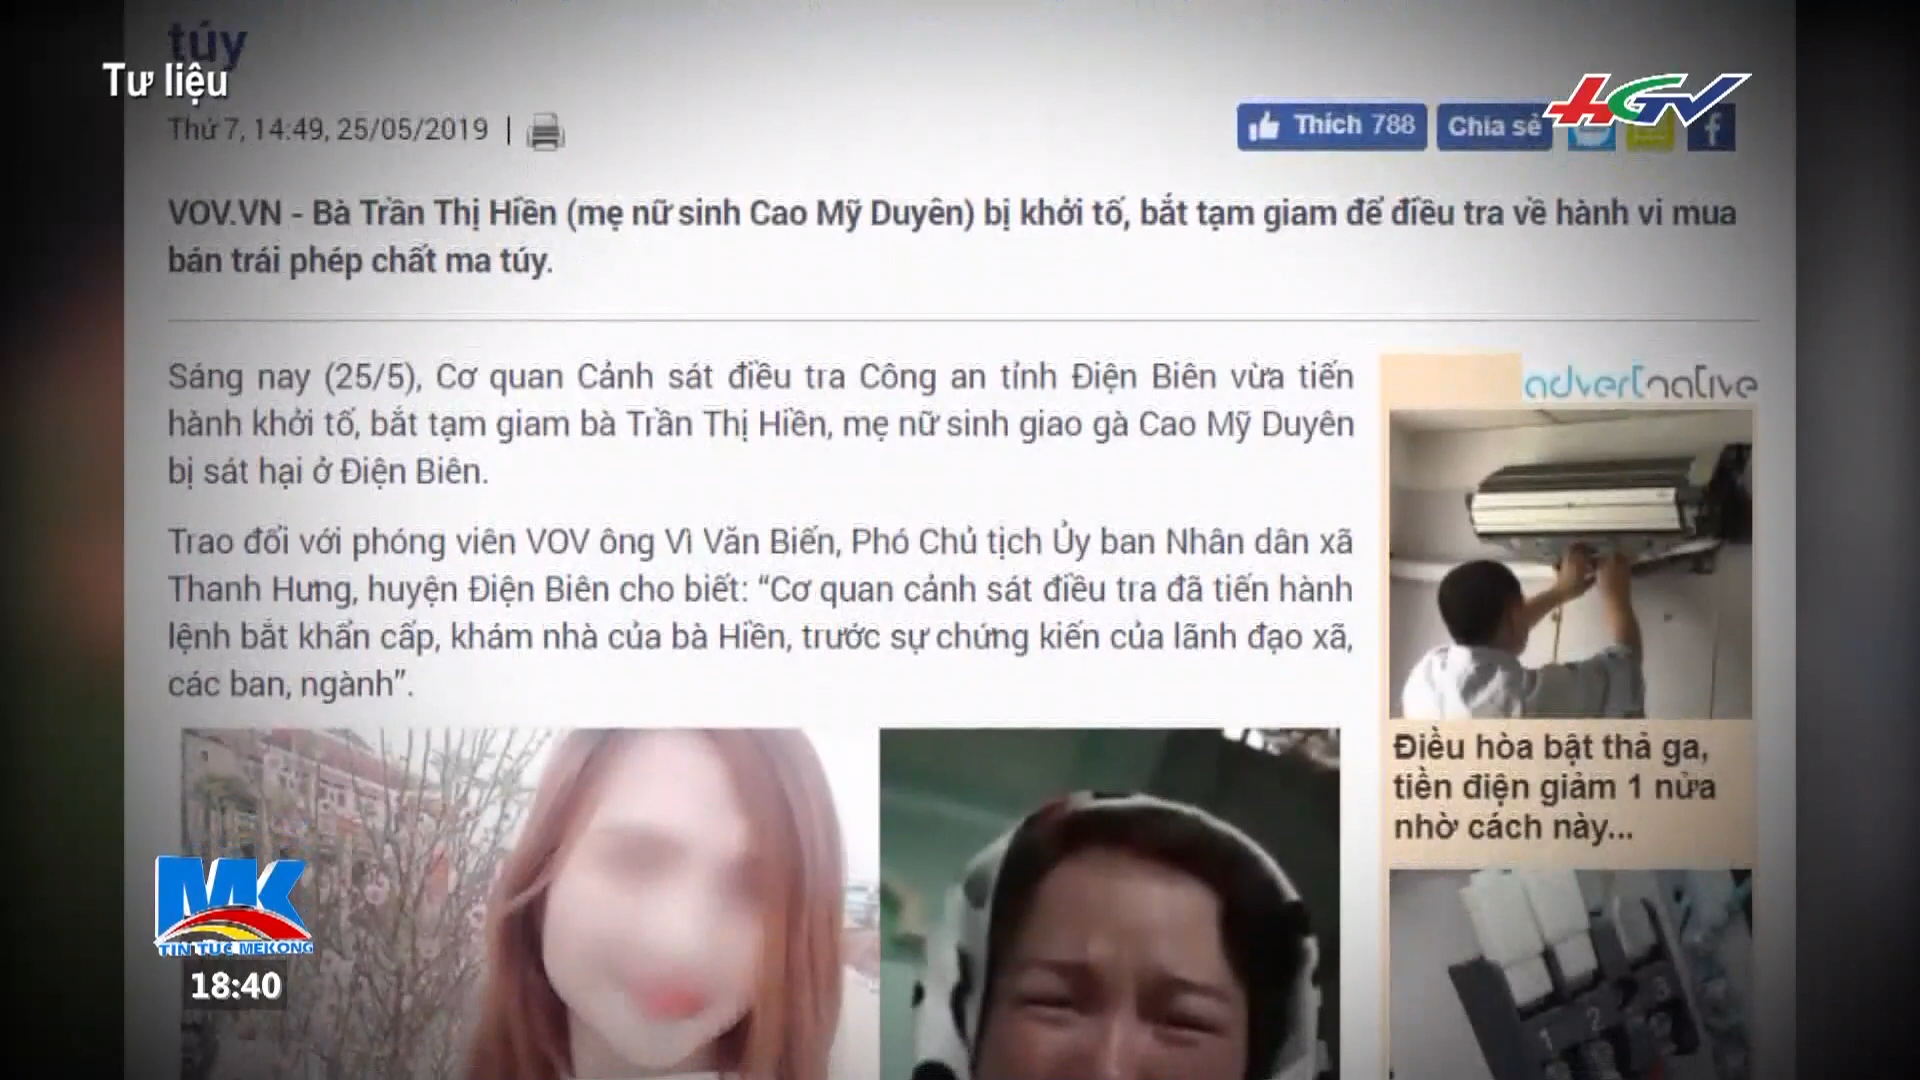 túy
Tư liệu
Thứ 7, 14:49, 25/05/2019 |
Thích 788
Chia sẻ
HGV
VOV.VN - Bà Trần Thị Hiền (mẹ nữ sinh Cao Mỹ Duyên) bị khởi tố, bắt tạm giam để điều tra về hành vi mua
bán trái phép chất ma túy.
Sáng nay (25/5), Cơ quan Cảnh sát điều tra Công an tỉnh Điện Biên vừa tiến
hành khởi tố, bắt tạm giam bà Trần Thị Hiền, mẹ nữ sinh giao gà Cao Mỹ Duyên
bị sát hại ở Điện Biên.
Trao đổi với phóng viên VOV ông Vì Văn Biến, Phó Chủ tịch Ủy ban Nhân dân xã
Thanh Hưng, huyện Điện Biên cho biết: “Cơ quan cảnh sát điều tra đã tiến hành
lệnh bắt khẩn cấp, khám nhà của bà Hiền, trước sự chứng kiến của lãnh đạo xã,
các ban, ngành”.
advertnative
Điều hòa bật thả ga,
tiền điện giảm 1 nửa
nhờ cách này...
1 2 3
MK
TIN TỨC MEKONG
18:40